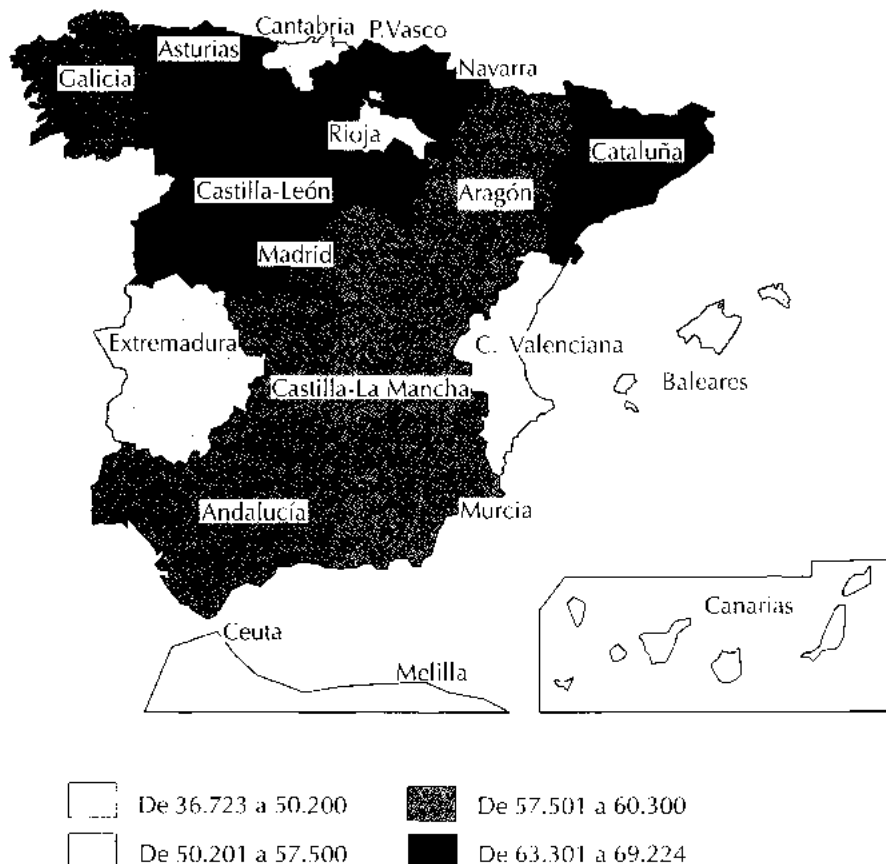 Cantabria
P.Vasco
Asturias
Navarra
Galicia
Rioja
Cataluña
Castilla-León
Aragón
Madrid
Extremadura
C. Valenciana
Baleares
Castilla-La Mancha
Andalucía
Murcia
Canarias
Ceuta
Melilla
De 36.723 a 50.200
De 57.501 a 60.300
De 50.201 a 57.500
De 63.301 a 69.224